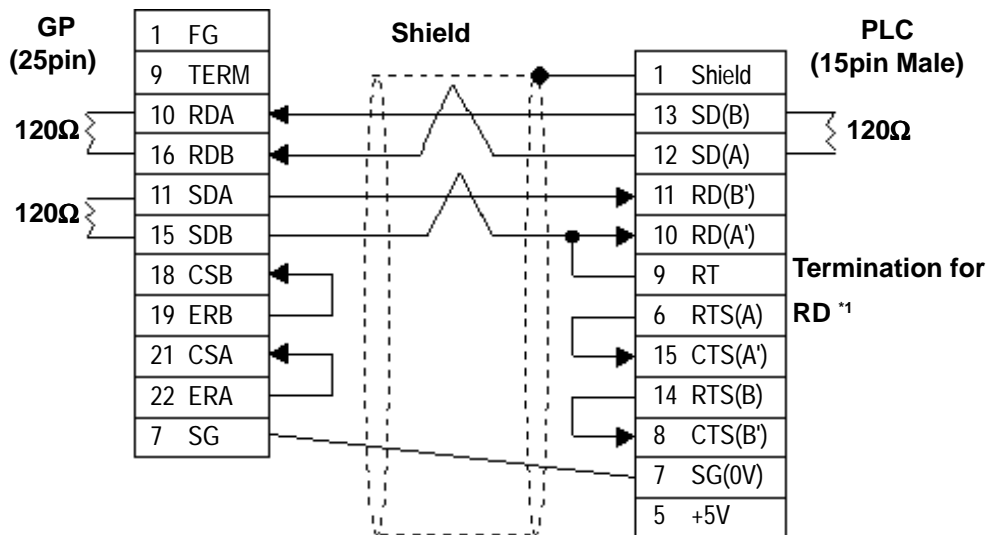 GP
(25pin)
Shield
PLC
(15pin Male)
1 FG
9 TERM
10 RDA
16 RDB
11 SDA
15 SDB
18 CSB
19 ERB
21 CSA
22 ERA
7 SG
120Ω
120Ω
1 Shield
13 SD(B)
12 SD(A)
11 RD(B')
10 RD(A')
9 RT
6 RTS(A)
15 CTS(A')
14 RTS(B)
8 CTS(B')
7 SG(0V)
5 +5V
120Ω
Termination for
RD *1